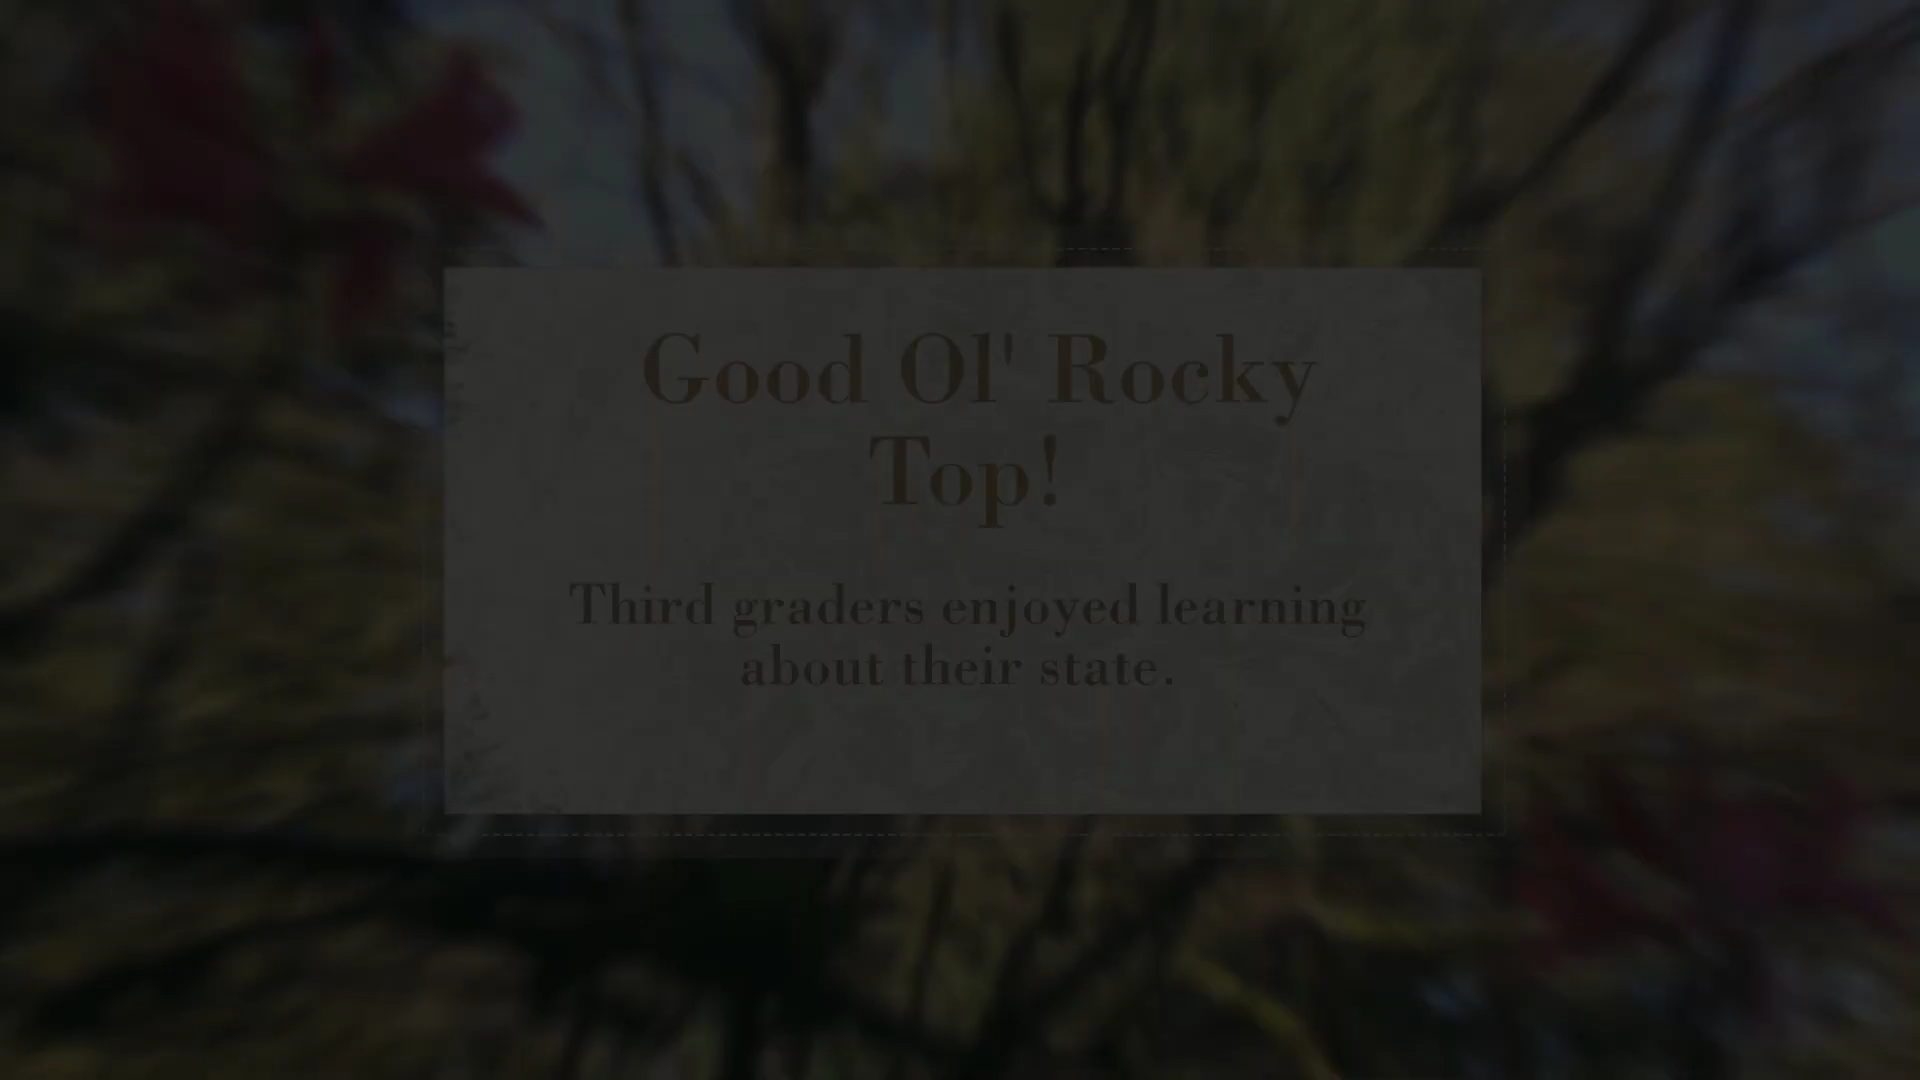 Good Ol' Rocky
Top!
Third graders enjoyed learning
about their state.